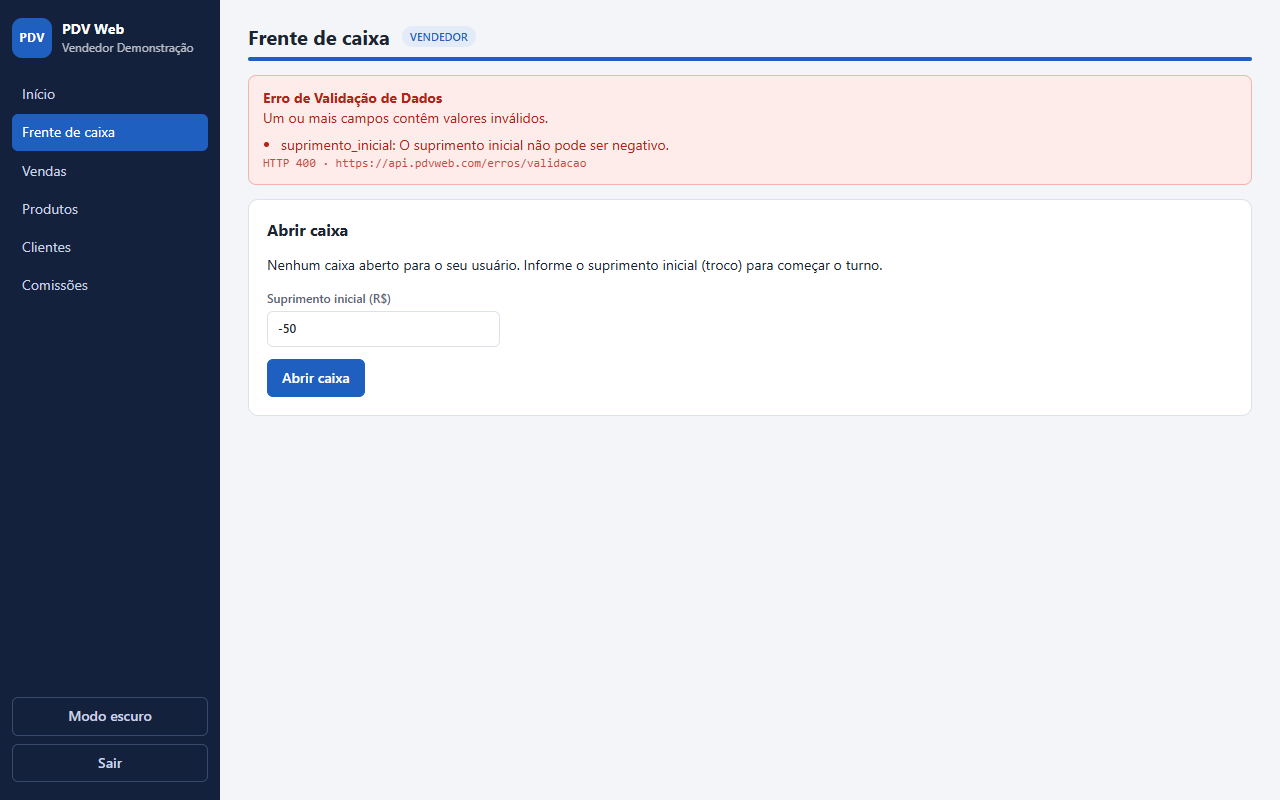 PDV
PDV Web
Vendedor Demonstração
Início
Frente de caixa
Vendas
Produtos
Clientes
Comissões
Modo escuro
Sair
Frente de caixa
VENDEDOR
Erro de Validação de Dados
Um ou mais campos contêm valores inválidos.
• suprimento_inicial: O suprimento inicial não pode ser negativo.
HTTP 400 · https://api.pdvweb.com/erros/validacao
Abrir caixa
Nenhum caixa aberto para o seu usuário. Informe o suprimento inicial (troco) para começar o turno.
Suprimento inicial (R$)
-50
Abrir caixa